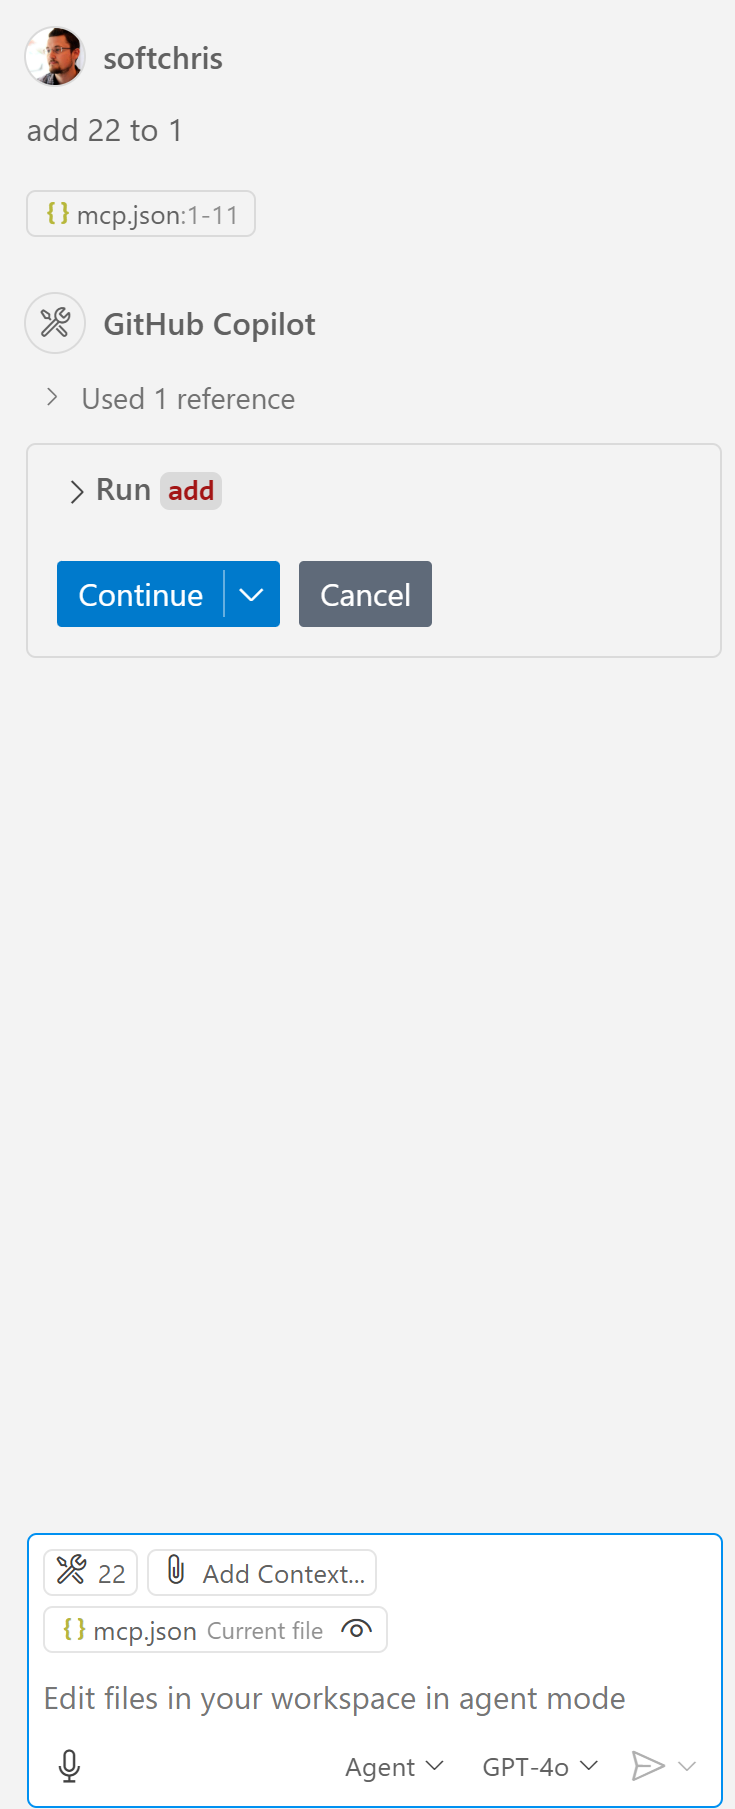 softchris
add 22 to 1
{} mcp.json:1-11
GitHub Copilot
Used 1 reference
Run add
Continue
Cancel
22
Add Context...
{} mcp.json Current file
Edit files in your workspace in agent mode
Agent
GPT-4o